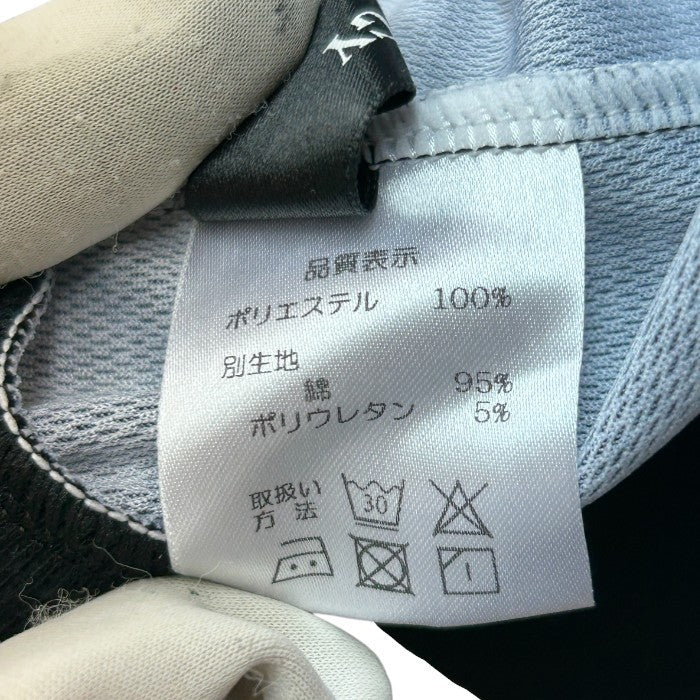 品質表示
ポリエステル 100%
別生地
綿 95%
ポリウレタン 5%
取扱い
方法
30